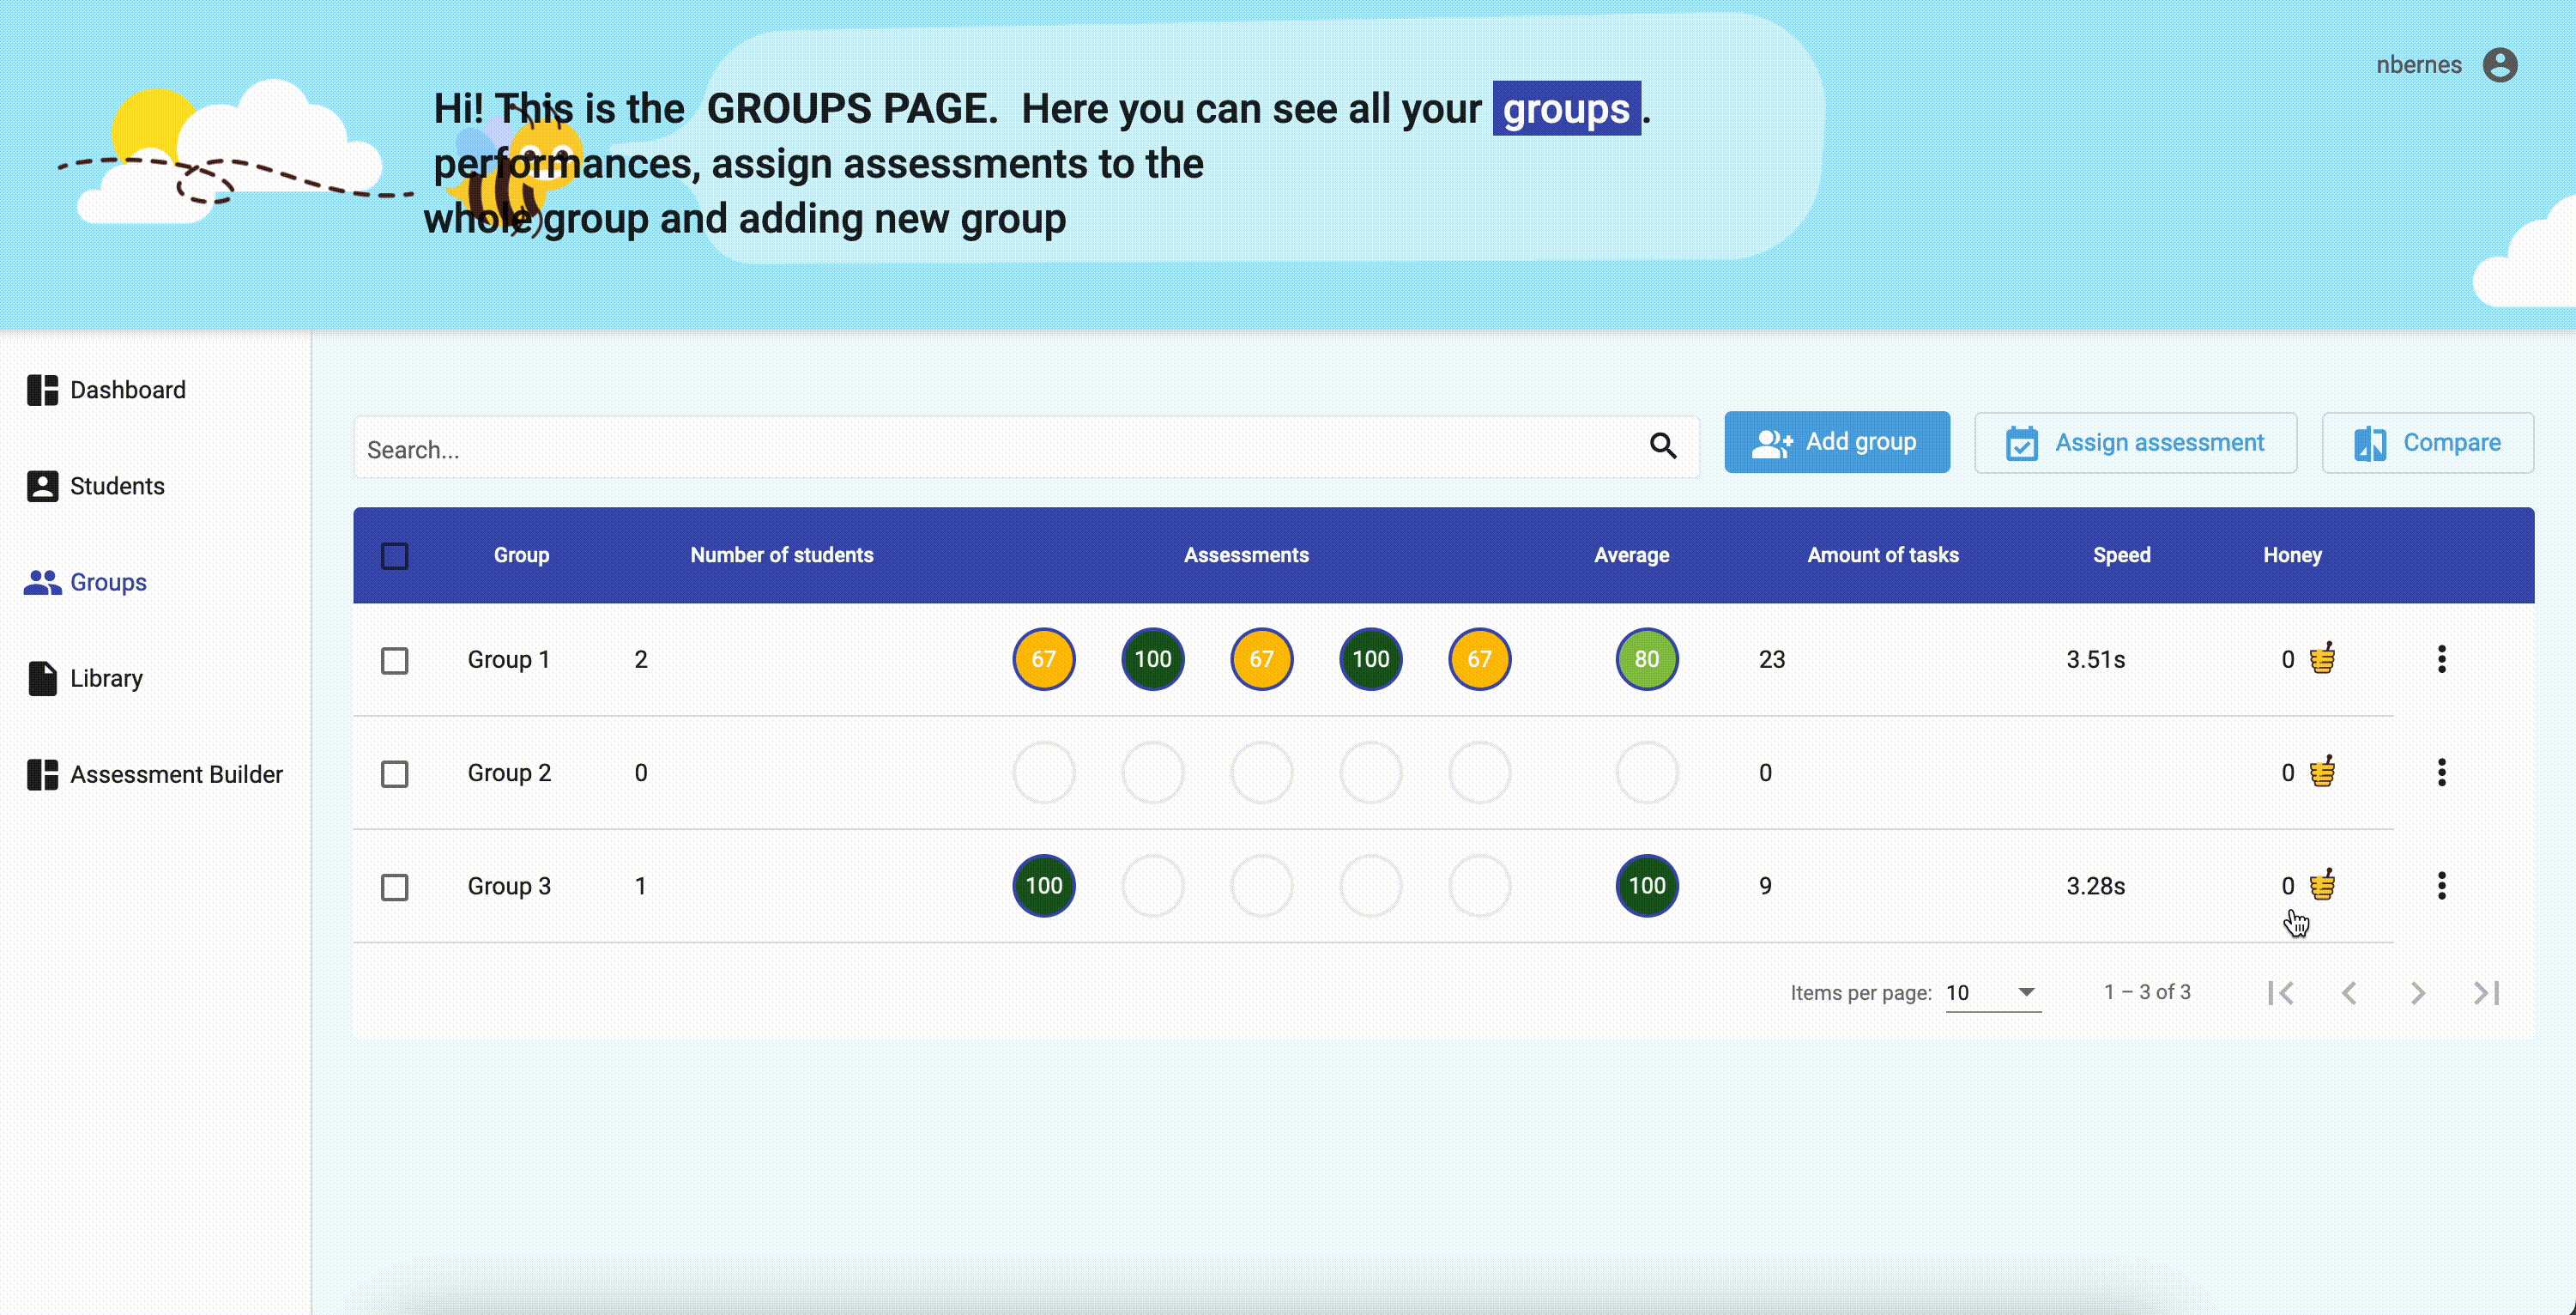 nbernes
Hi! This is the GROUPS PAGE. Here you can see all your groups.
performances, assign assessments to the
whole group and adding new group
Dashboard
Students
Groups
Library
Assessment Builder
Search...
Add group
Assign assessment
Compare
Group Number of students Assessments Average Amount of tasks Speed Honey
Group 1 2 67 100 67 100 67 80 23 3.51s 0
Group 2 0 0 0
Group 3 1 100 100 9 3.28s 0
Items per page: 10 1 – 3 of 3